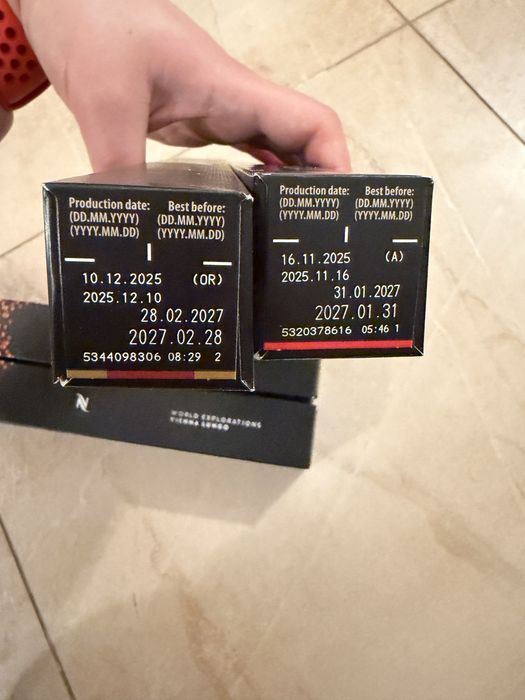 Production date:
Best before:
(DD.MM.YYYY)
(DD.MM.YYYY)
(YYYY.MM.DD)
(YYYY.MM.DD)
10.12.2025 (OR)
2025.12.10
28.02.2027
2027.02.28
5344098306 08:29 2
Production date:
Best before:
(DD.MM.YYYY)
(DD.MM.YYYY)
(YYYY.MM.DD)
(YYYY.MM.DD)
16.11.2025 (A)
2025.11.16
31.01.2027
2027.01.31
5320378616 05:46 1
WORLD EXPLORATIONS
VIENNA LUNGO